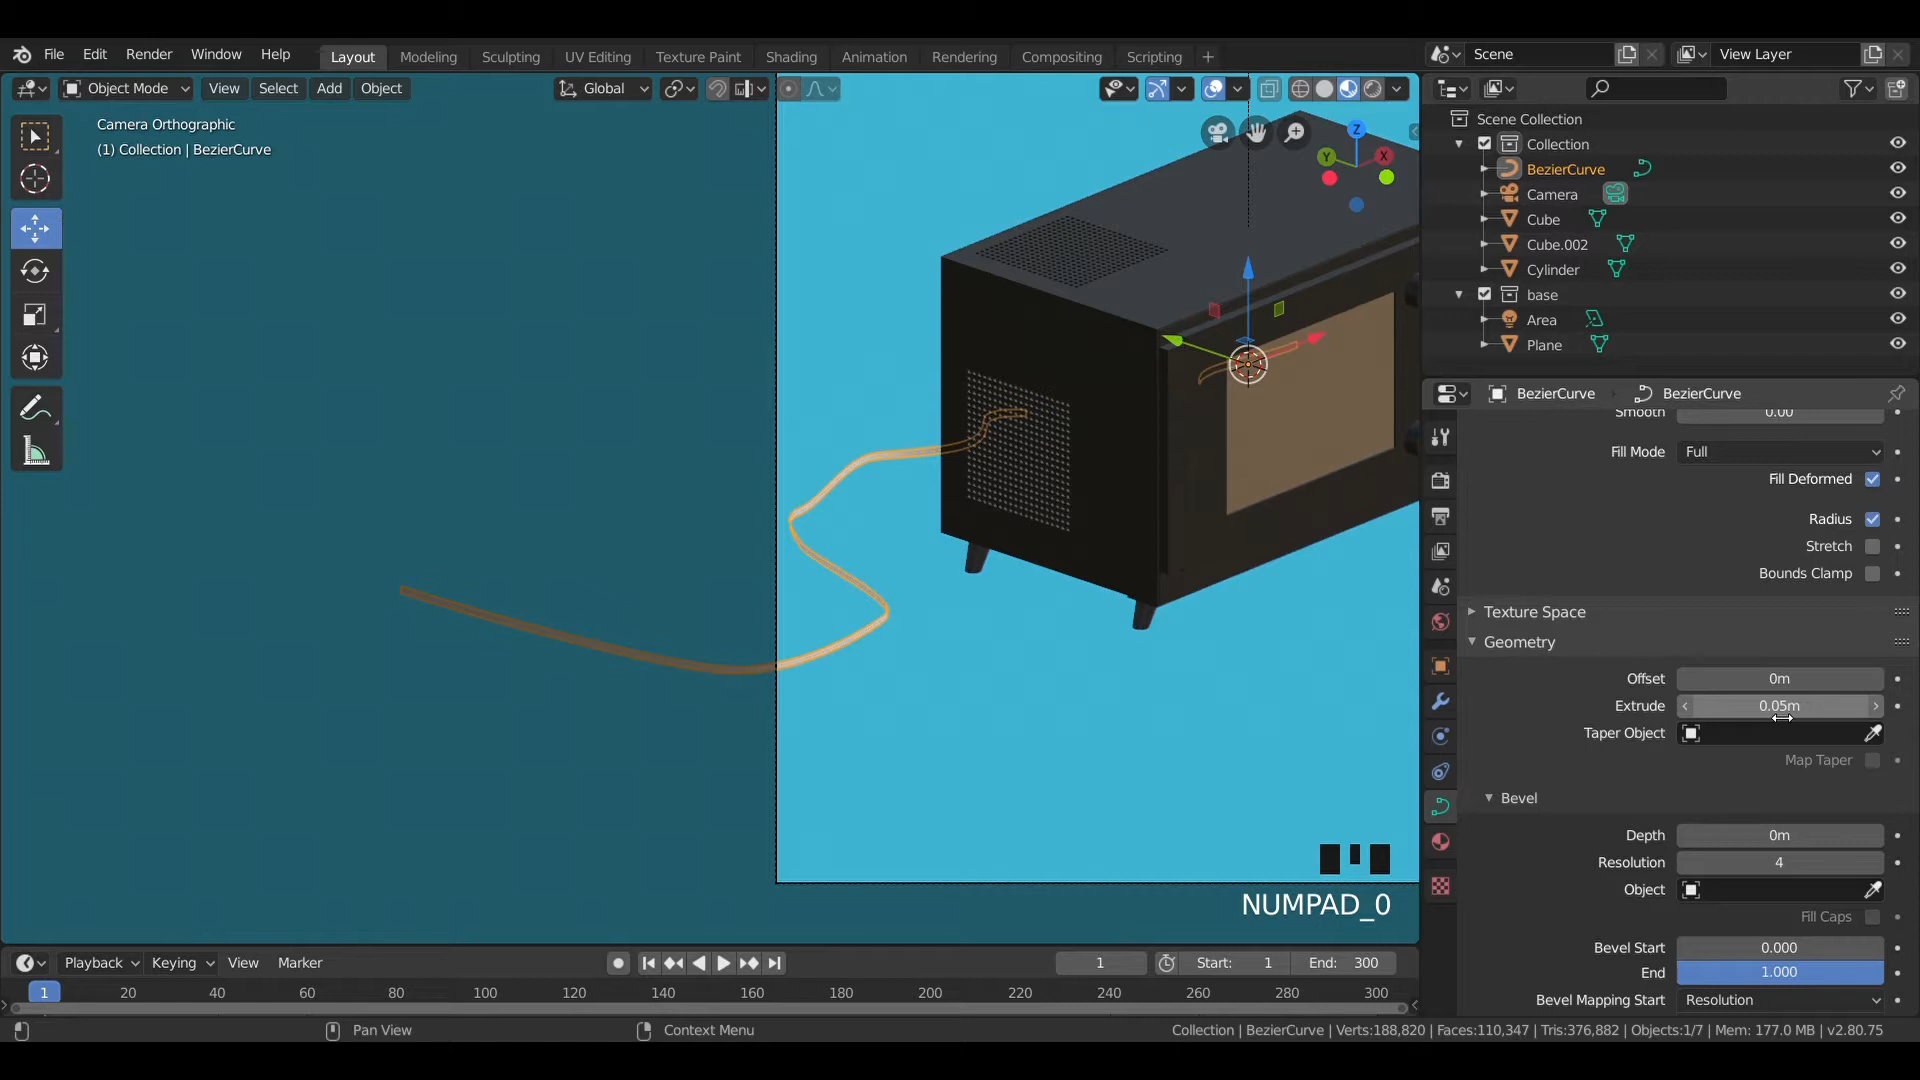 File Edit Render Window Help Layout Modeling Sculpting UV Editing Texture Paint Shading Animation Rendering Compositing Scripting + Scene View Layer
Object Mode View Select Add Object Global
Camera Orthographic
(1) Collection | BezierCurve
Z
Y
X
Scene Collection
Collection
BezierCurve
Camera
Cube
Cube.002
Cylinder
base
Area
Plane
BezierCurve BezierCurve
Smooth 0.00
Fill Mode Full
Fill Deformed
Radius
Stretch
Bounds Clamp
Texture Space
Geometry
Offset 0m
Extrude 0.05m
Taper Object
Map Taper
Bevel
Depth 0m
Resolution 4
Object
Fill Caps
Bevel Start 0.000
End 1.000
Bevel Mapping Start Resolution
NUMPAD_0
Playback Keying View Marker 1 Start: 1 End: 300
1 20 40 60 80 100 120 140 160 180 200 220 240 260 280 300
Pan View Context Menu Collection | BezierCurve | Verts:188,820 | Faces:110,347 | Tris:376,882 | Objects:1/7 | Mem: 177.0 MB | v2.80.75